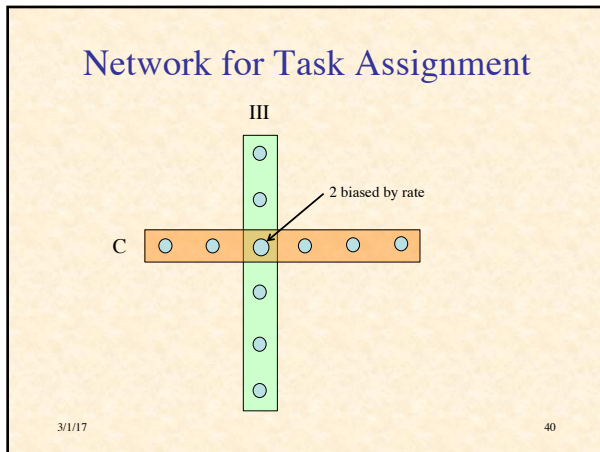 Network for Task Assignment
III
2 biased by rate
C
3/1/17
40